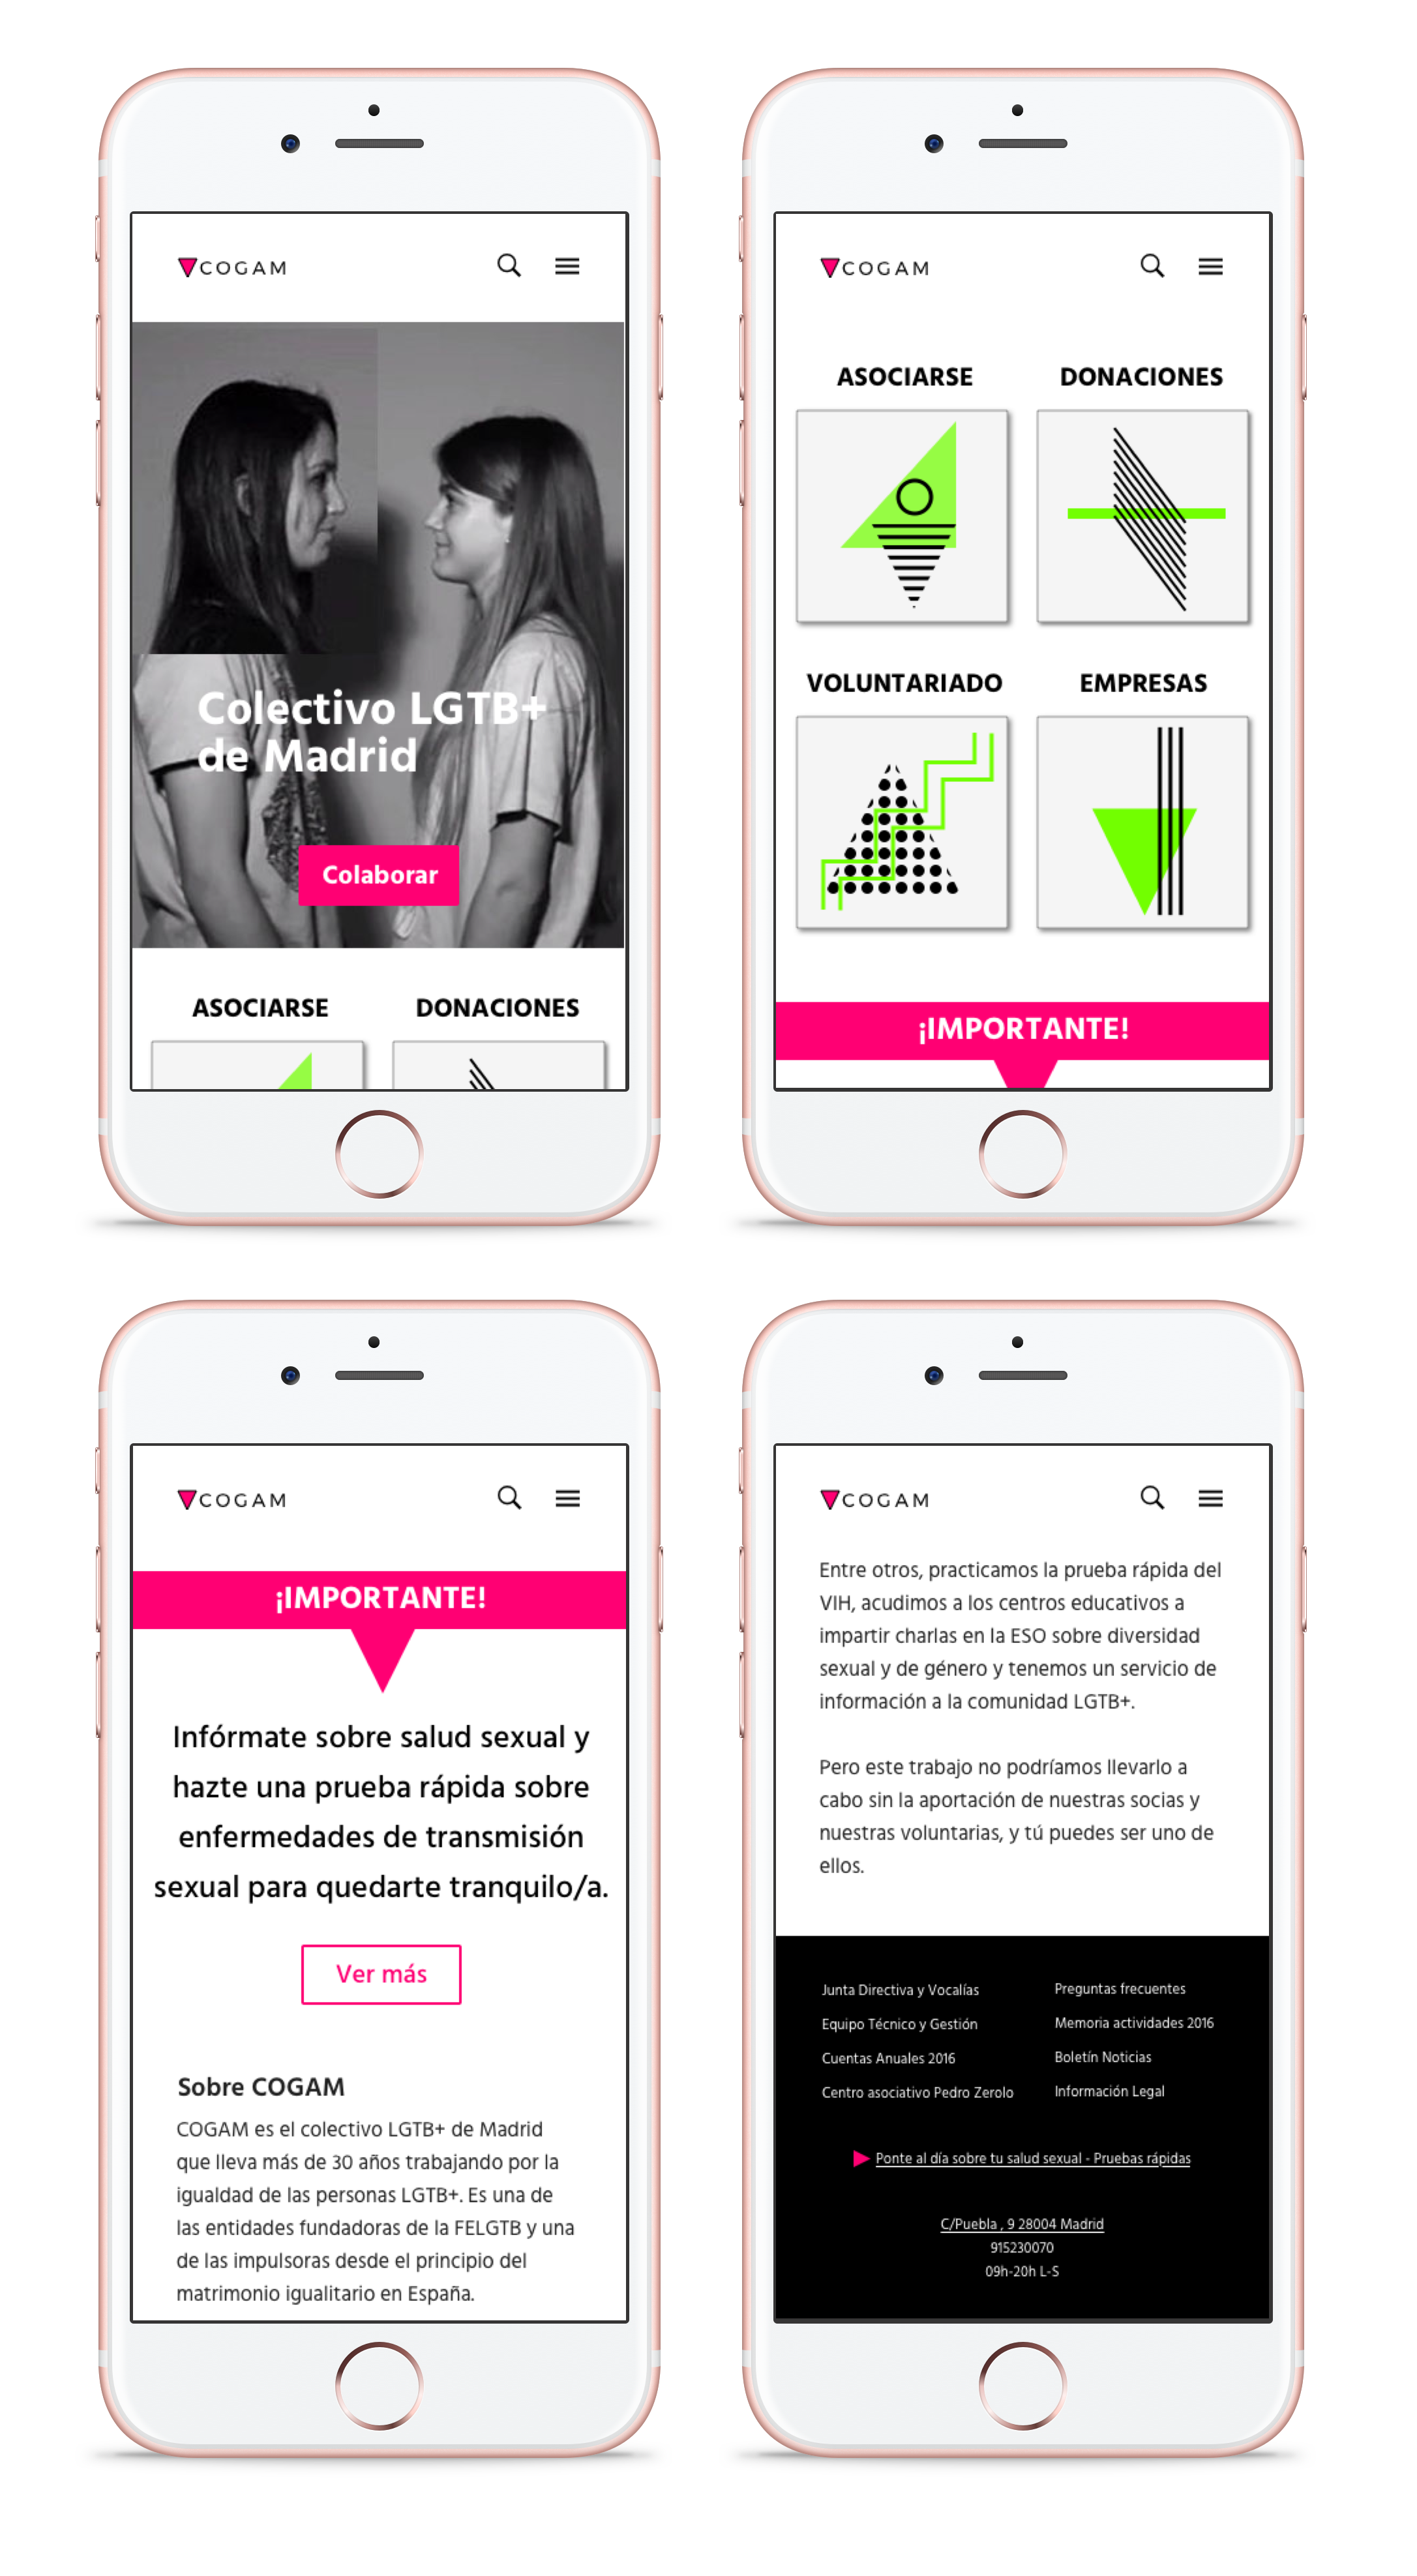 COGAM
Colectivo LGTB+
de Madrid
Colaborar
ASOCIARSE DONACIONES
COGAM
ASOCIARSE DONACIONES
VOLUNTARIADO EMPRESAS
¡IMPORTANTE!
COGAM
¡IMPORTANTE!
Infórmate sobre salud sexual y
hazte una prueba rápida sobre
enfermedades de transmisión
sexual para quedarte tranquilo/a.
Ver más
Sobre COGAM
COGAM es el colectivo LGTB+ de Madrid
que lleva más de 30 años trabajando por la
igualdad de las personas LGTB+. Es una de
las entidades fundadoras de la FELGTB y una
de las impulsoras desde el principio del
matrimonio igualitario en España.
COGAM
Entre otros, practicamos la prueba rápida del
VIH, acudimos a los centros educativos a
impartir charlas en la ESO sobre diversidad
sexual y de género y tenemos un servicio de
información a la comunidad LGTB+.
Pero este trabajo no podríamos llevarlo a
cabo sin la aportación de nuestras socias y
nuestras voluntarias, y tú puedes ser uno de
ellos.
Junta Directiva y Vocalías
Equipo Técnico y Gestión
Cuentas Anuales 2016
Centro asociativo Pedro Zerolo
Preguntas frecuentes
Memoria actividades 2016
Boletín Noticias
Información Legal
Ponte al día sobre tu salud sexual - Pruebas rápidas
C/Puebla , 9 28004 Madrid
915230070
09h-20h L-S